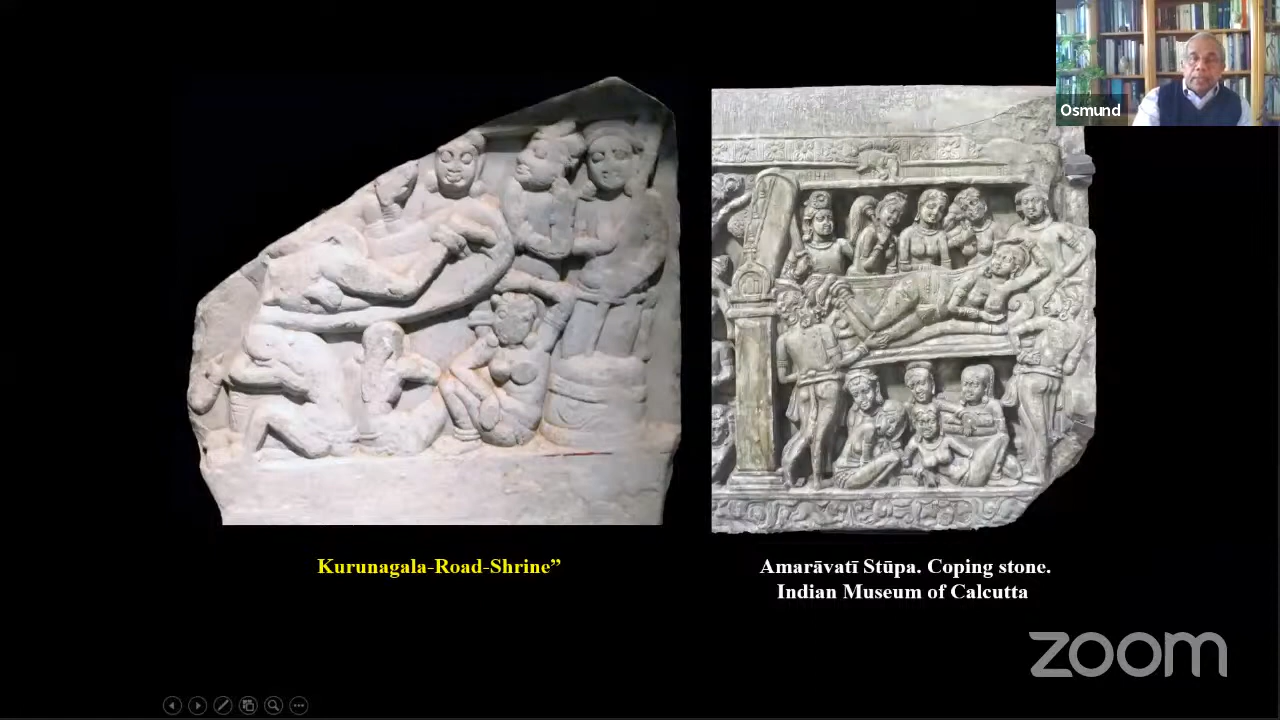 Osmund
Kurunagala-Road-Shrine”
Amarāvatī Stūpa. Coping stone.
Indian Museum of Calcutta
zoom